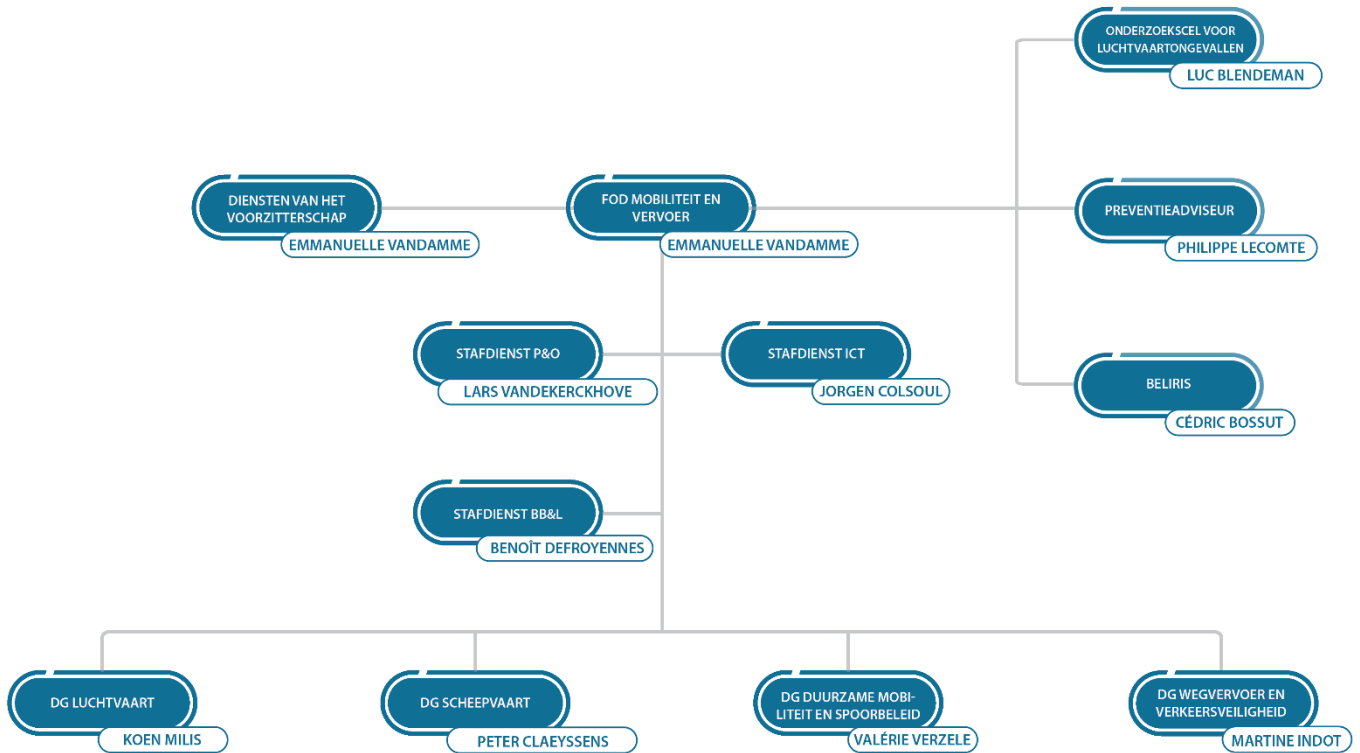 ONDERZOEKSCEL VOOR
LUCHTVAARTONGEVALLEN
LUC BLENDEMAN
DIENSTEN VAN HET
VOORZITTERSCHAP
EMMANUELLE VANDAMME
FOD MOBILITEIT EN
VERVOER
EMMANUELLE VANDAMME
PREVENTIEADVISEUR
PHILIPPE LECOMTE
STAFDIENST P&O
LARS VANDEKERCKHOVE
STAFDIENST ICT
JORGEN COLSOUL
BELIRIS
CÉDRIC BOSSUT
STAFDIENST BB&L
BENOÎT DEFROYENNES
DG LUCHTVAART
KOEN MILIS
DG SCHEEPVAART
PETER CLAEYSSENS
DG DUURZAME MOBI-
LITEIT EN SPOORBELEID
VALÉRIE VERZELE
DG WEGVERVOER EN
VERKEERSVEILIGHEID
MARTINE INDOT